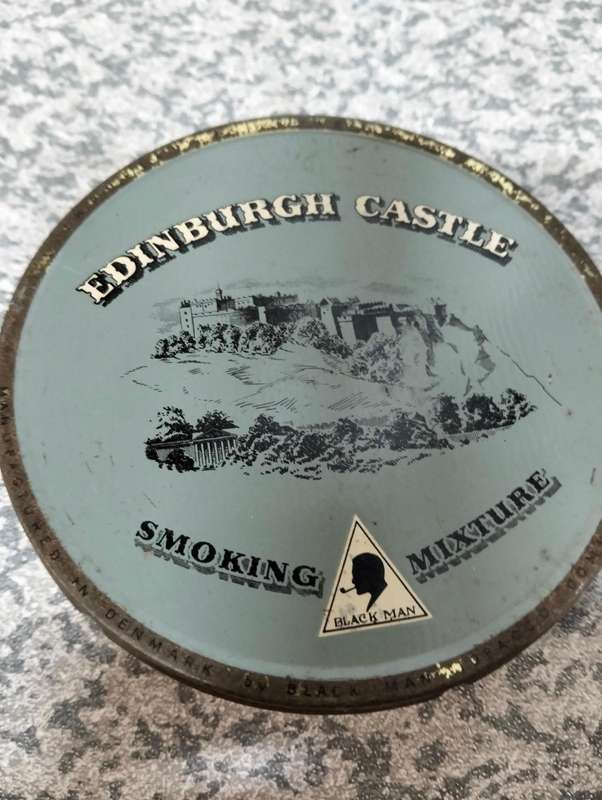 EDINBURGH CASTLE
SMOKING MIXTURE
BLACK MAN
MANUFACTURED IN DENMARK BY BLACK MAN